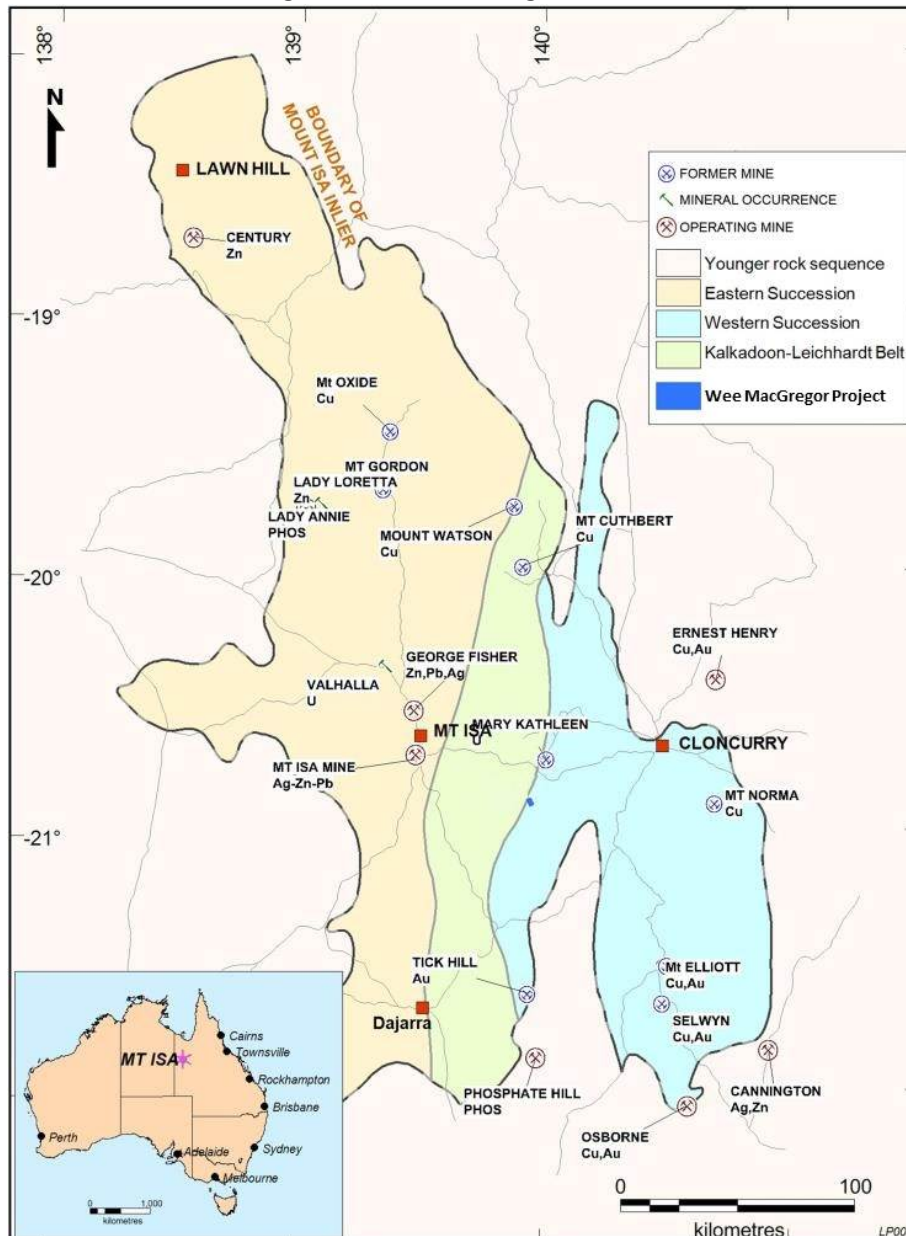 138°
139°
140°
N
BOUNDARY OF
MOUNT ISA INLIER
LAWN HILL
CENTURY
Zn
FORMER MINE
MINERAL OCCURRENCE
OPERATING MINE
Younger rock sequence
Eastern Succession
Western Succession
Kalkadoon-Leichhardt Belt
Wee MacGregor Project
-19°
Mt OXIDE
Cu
MT GORDON
LADY LORETTA
Zn
LADY ANNIE
PHOS
MOUNT WATSON
Cu
MT CUTHBERT
Cu
-20°
ERNEST HENRY
Cu,Au
GEORGE FISHER
Zn,Pb,Ag
VALHALLA
U
MT ISA
MARY KATHLEEN
U
CLONCURRY
MT ISA MINE
Ag-Zn-Pb
MT NORMA
Cu
-21°
TICK HILL
Au
Mt ELLIOTT
Cu,Au
SELWYN
Cu,Au
Dajarra
PHOSPHATE HILL
PHOS
CANNINGTON
Ag,Zn
OSBORNE
Cu,Au
MT ISA
Cairns
Townsville
Rockhampton
Brisbane
Perth
Adelaide
Sydney
Melbourne
0 1,000
kilometres
0 100
kilometres
LP00